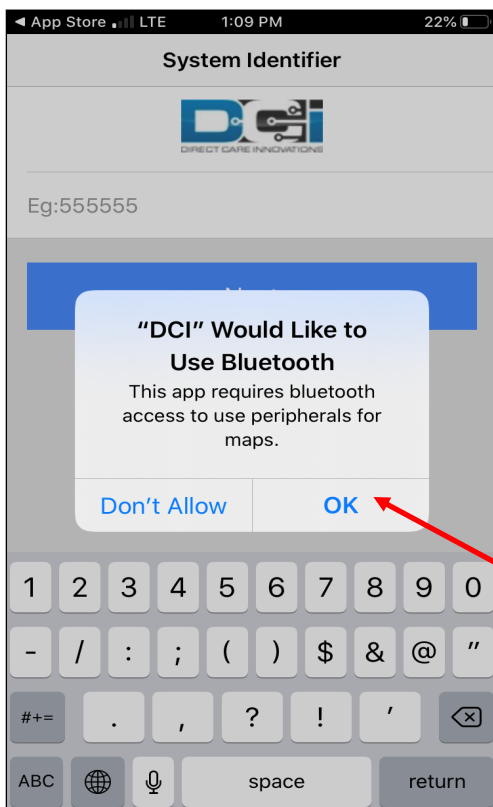 ◀ App Store LTE 1:09 PM 22%
System Identifier
DCi
DIRECT CARE INNOVATIONS
Eg:555555
“DCI” Would Like to
Use Bluetooth
This app requires bluetooth
access to use peripherals for
maps.
Don’t Allow OK
1 2 3 4 5 6 7 8 9 0
- / : ; ( ) $ & @ "
#+= . , ? ! ’
ABC space return